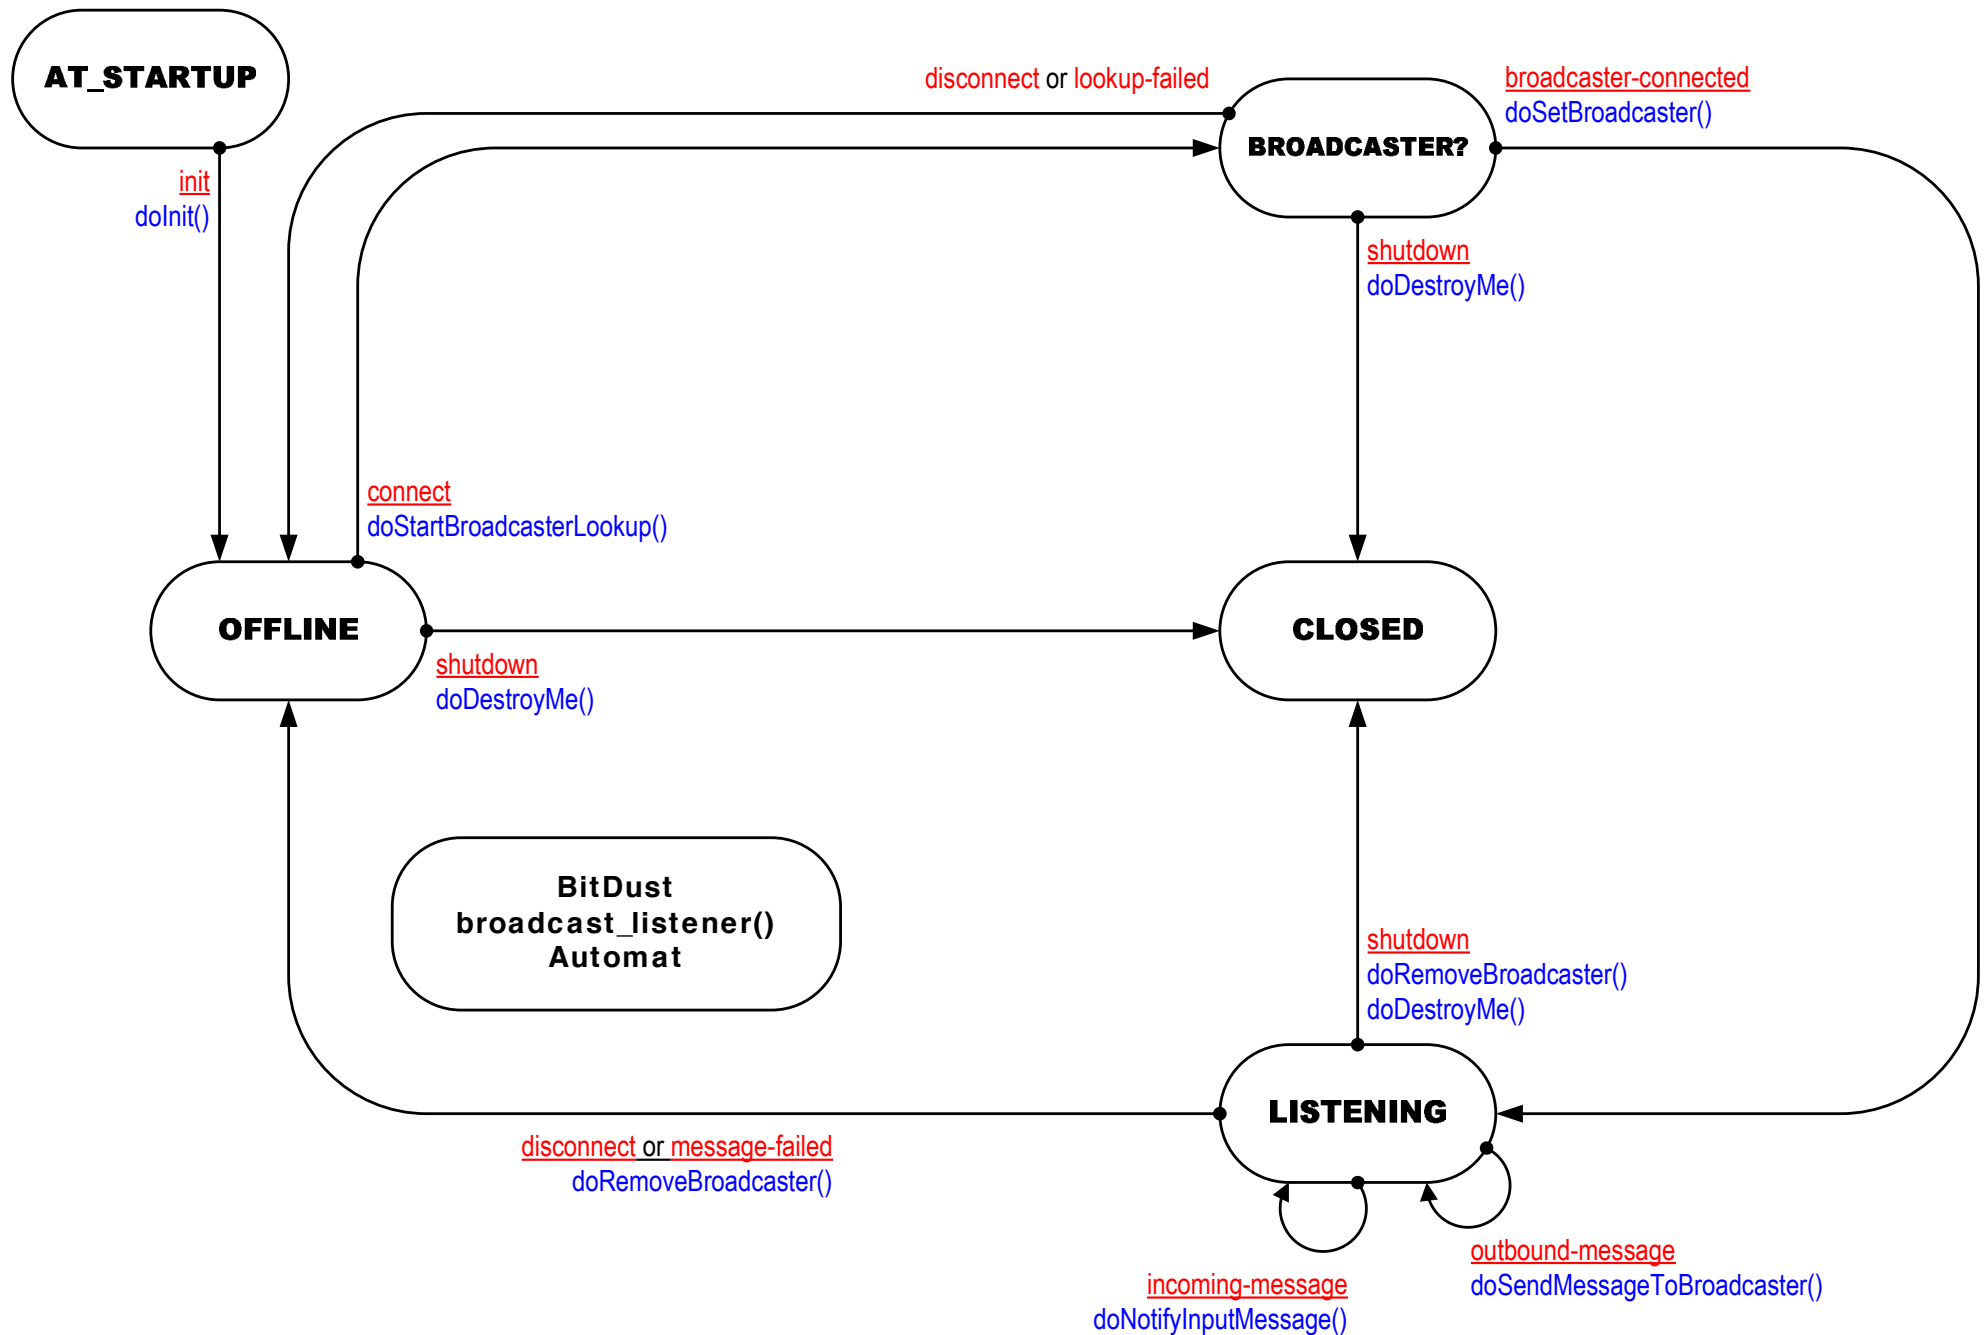 AT_STARTUP
disconnect or lookup-failed
broadcaster-connected
doSetBroadcaster()
BROADCASTER?
init
doInit()
shutdown
doDestroyMe()
connect
doStartBroadcasterLookup()
OFFLINE
CLOSED
shutdown
doDestroyMe()
BitDust
broadcast_listener()
Automat
shutdown
doRemoveBroadcaster()
doDestroyMe()
LISTENING
disconnect or message-failed
doRemoveBroadcaster()
outbound-message
doSendMessageToBroadcaster()
incoming-message
doNotifyInputMessage()